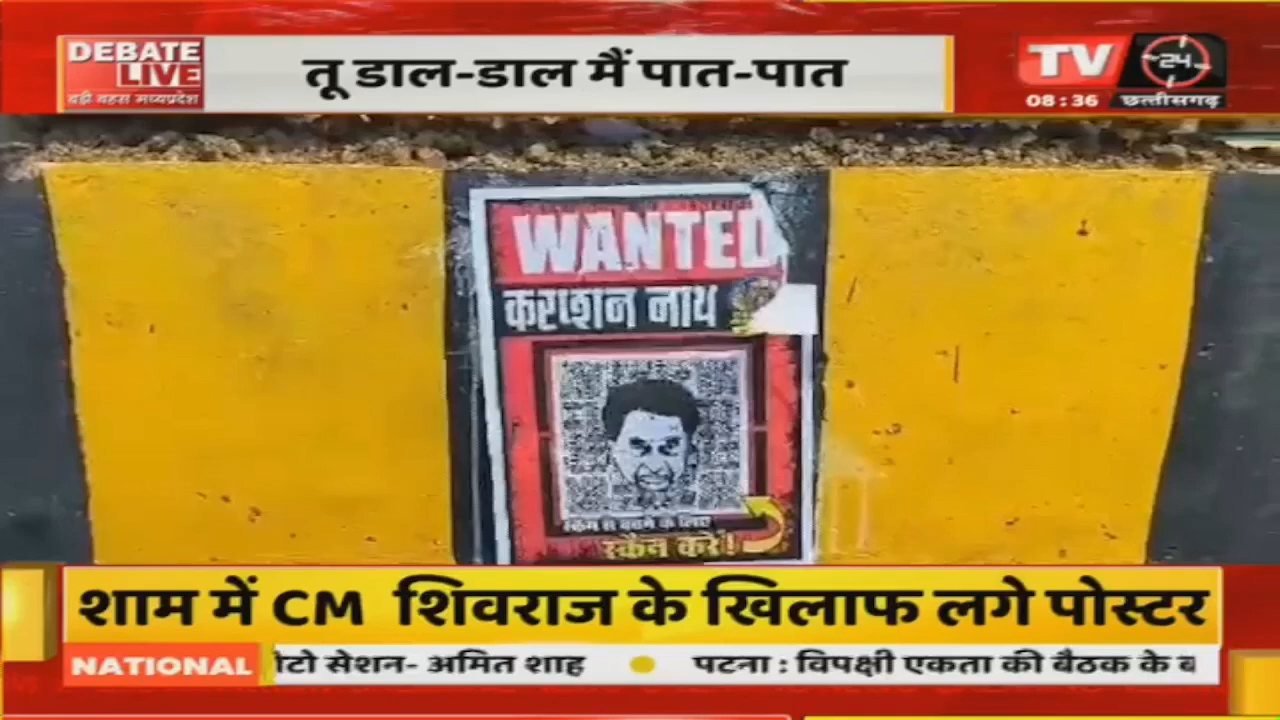 DEBATE
LIVE
बड़ी बहस मध्यप्रदेश
तू डाल-डाल मैं पात-पात
TV 24
08:36 छत्तीसगढ़
WANTED
करप्शन नाथ
स्कैम से बचने के लिए
स्कैन करें!
शाम में CM शिवराज के खिलाफ लगे पोस्टर
NATIONAL
सेशन- अमित शाह
पटना : विपक्षी एकता की बैठक के